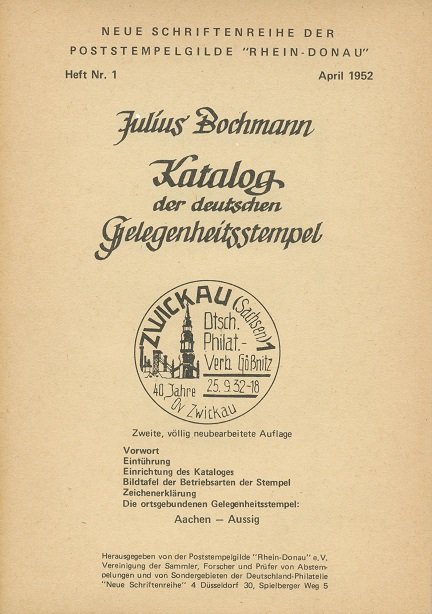 NEUE SCHRIFTENREIHE DER
POSTSTEMPELGILDE "RHEIN-DONAU"
Heft Nr. 1 April 1952
Julius Bochmann
Katalog
der deutschen
Gelegenheitsstempel
ZWICKAU (Sachsen) 1
Dtsch.
Philat.-
Verb. Gößnitz
40 Jahre 25.9.32-18
Ov Zwickau
Zweite, völlig neubearbeitete Auflage
Vorwort
Einführung
Einrichtung des Kataloges
Bildtafel der Betriebsarten der Stempel
Zeichenerklärung
Die ortsgebundenen Gelegenheitsstempel:
Aachen — Aussig
Herausgegeben von der Poststempelgilde "Rhein-Donau" e.V.
Vereinigung der Sammler, Forscher und Prüfer von Abstem-
pelungen und von Sondergebieten der Deutschland-Philatelie
"Neue Schriftenreihe" 4 Düsseldorf 30, Spielberger Weg 5